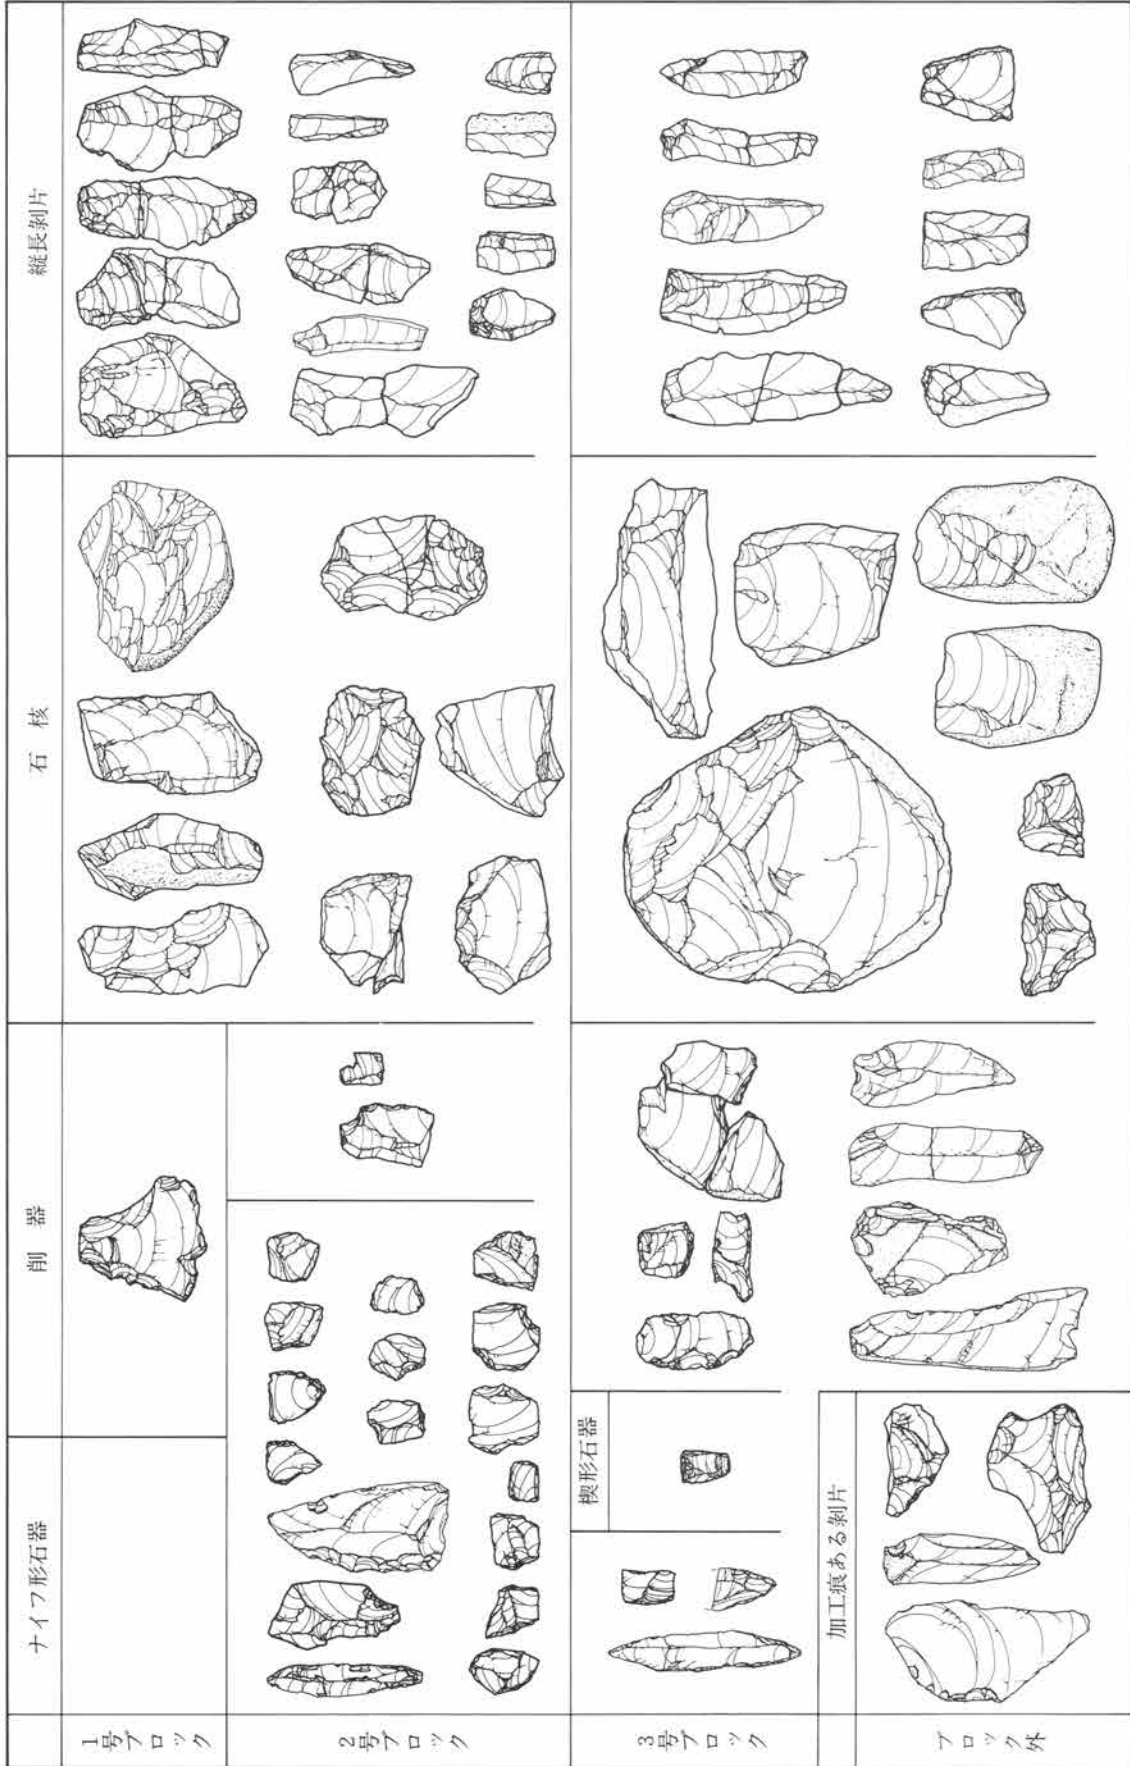 ナイフ形石器
削 器
石 核
縦長剝片
1号ブロック
2号ブロック
3号ブロック
楔形石器
加工痕ある剝片
ブロック外